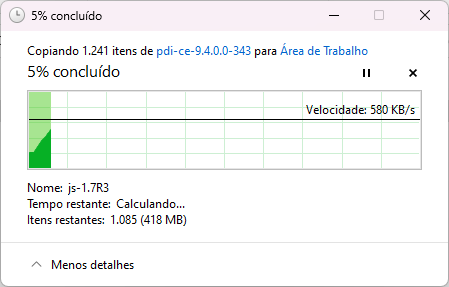 5% concluído
Copiando 1.241 itens de pdi-ce-9.4.0.0-343 para Área de Trabalho
5% concluído
Velocidade: 580 KB/s
Nome: js-1.7R3
Tempo restante: Calculando...
Itens restantes: 1.085 (418 MB)
Menos detalhes